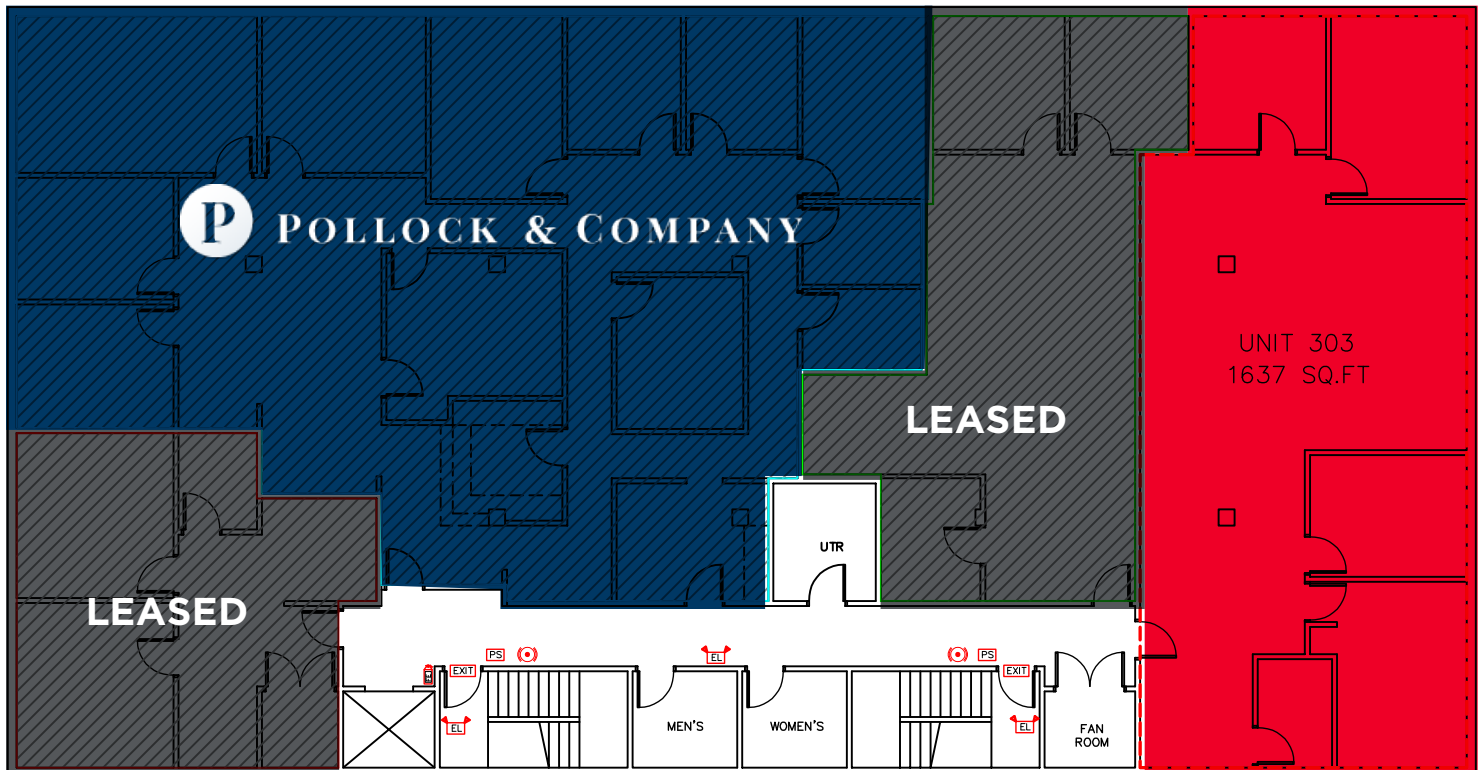 P POLLOCK & COMPANY
UNIT 303
1637 SQ.FT
LEASED
UTR
LEASED
PS
EL
PS
EXIT
EXIT
EL
MEN'S
WOMEN'S
EL
FAN
ROOM